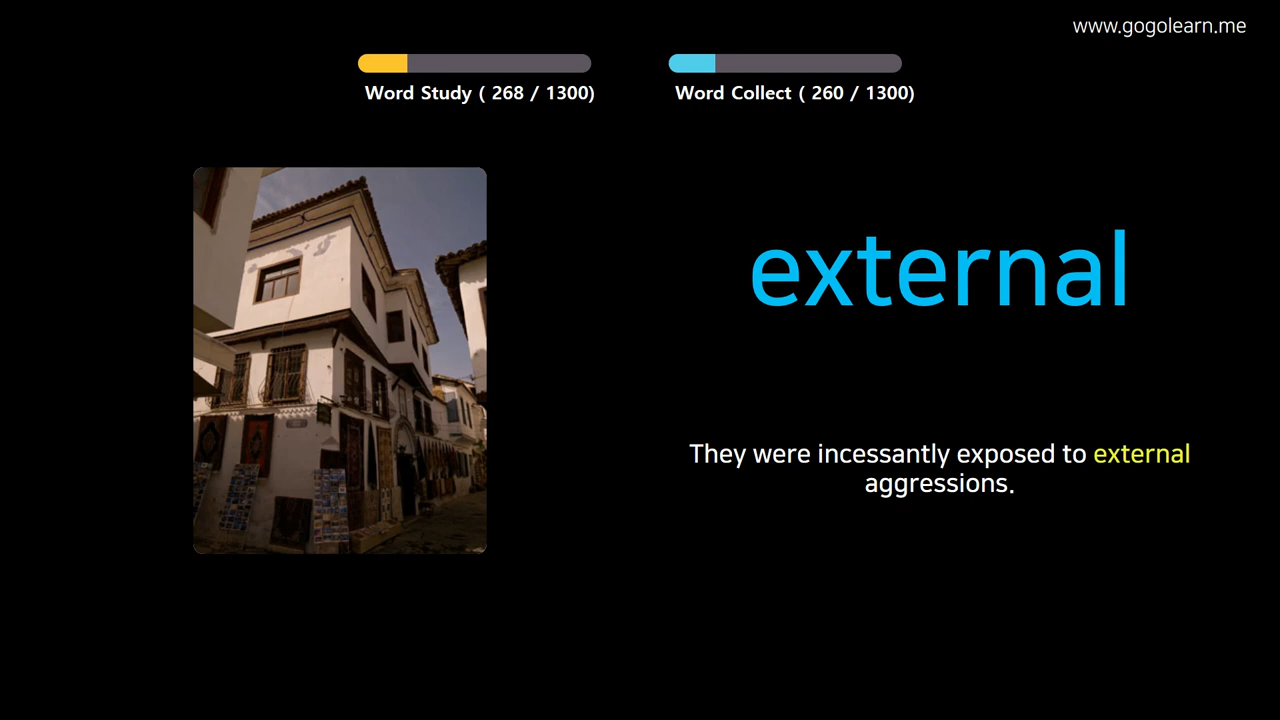 www.gogolearn.me
Word Study ( 268 / 1300)
Word Collect ( 260 / 1300)
external
They were incessantly exposed to external
aggressions.